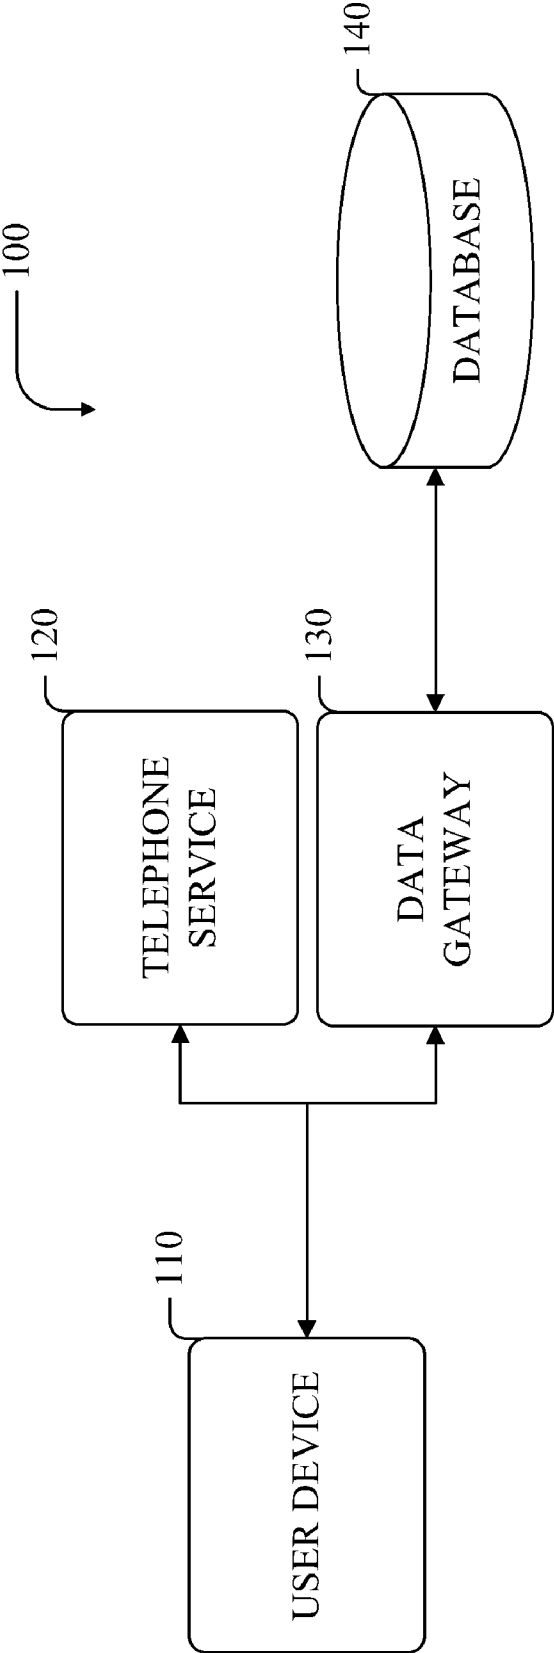 100
120
140
110
TELEPHONE
SERVICE
130
USER DEVICE
DATA
GATEWAY
DATABASE